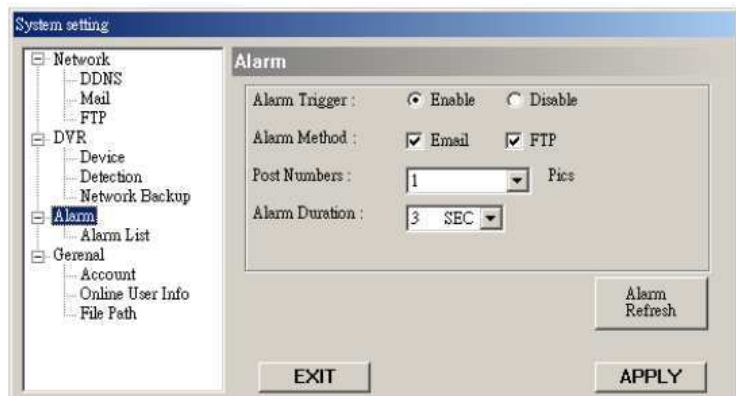 System setting
Network
DDNS
Mail
FTP
DVR
Device
Detection
Network Backup
Alarm
Alarm List
Gerenal
Account
Online User Info
File Path
Alarm
Alarm Trigger : Enable Disable
Alarm Method : Email FTP
Post Numbers : 1 Pics
Alarm Duration : 3 SEC
Alarm
Refresh
EXIT APPLY